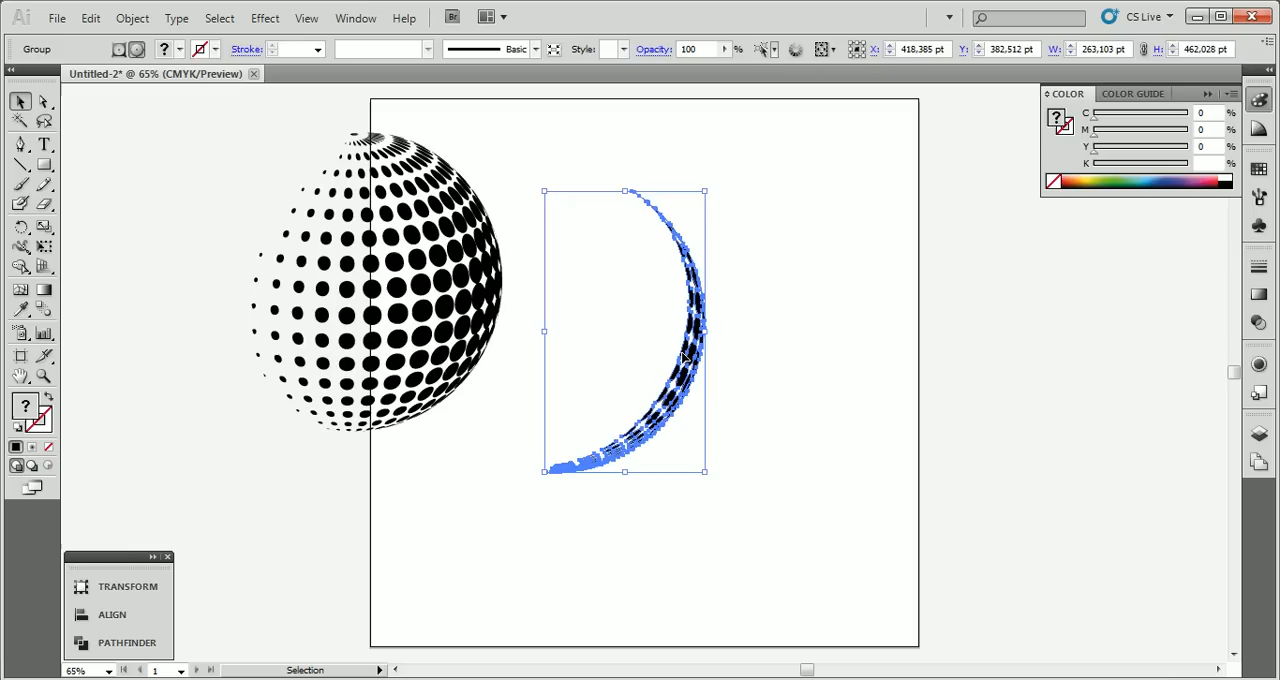 Ai File Edit Object Type Select Effect View Window Help Br CS Live
Group ? Stroke: Basic Style: Opacity: 100 % X: 418,385 pt Y: 382,512 pt W: 263,103 pt H: 462,028 pt
Untitled-2* @ 65% (CMYK/Preview)
COLOR COLOR GUIDE
? C 0 %
M 0 %
Y 0 %
K %
T
?
TRANSFORM
ALIGN
PATHFINDER
65% 1 Selection